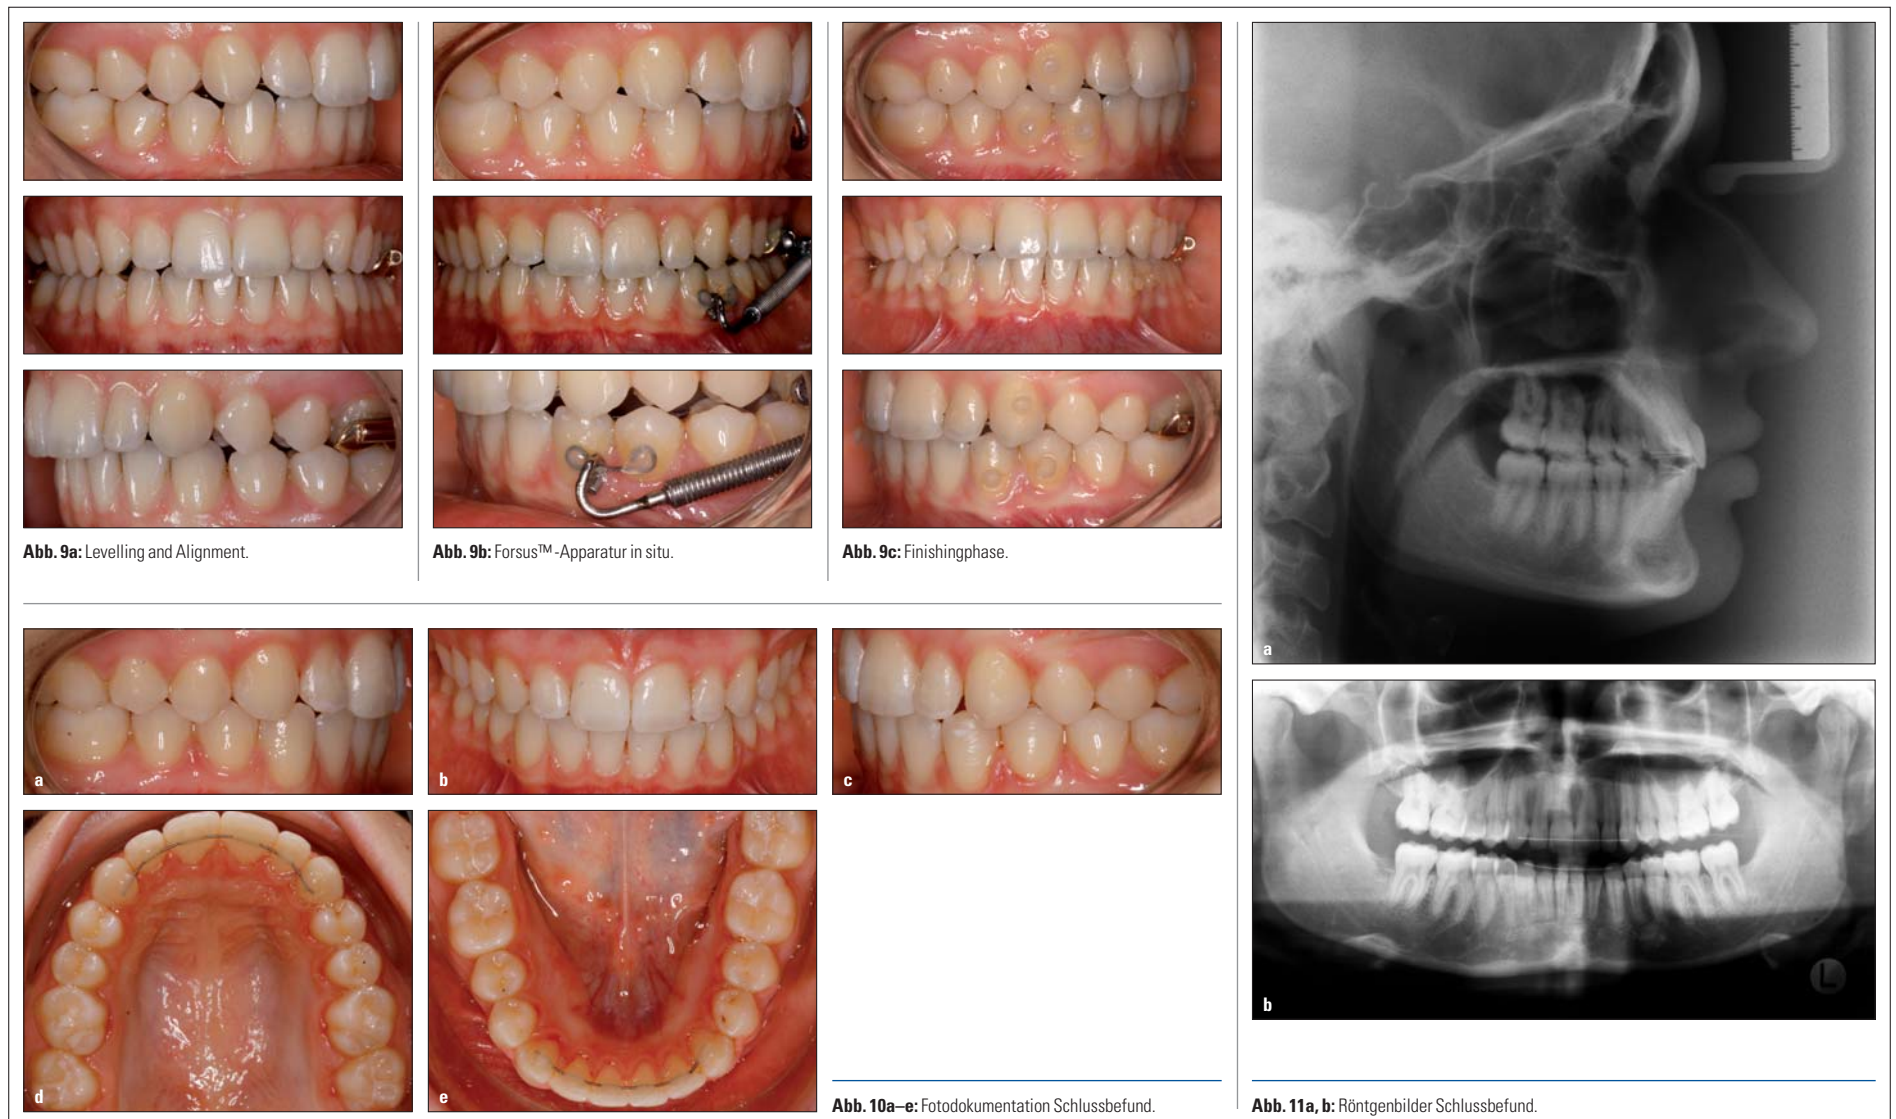 Abb. 9a: Levelling and Alignment.
Abb. 9b: Forsus™-Apparatur in situ.
Abb. 9c: Finishingphase.
a
b
c
d
e
Abb. 10a–e: Fotodokumentation Schlussbefund.
a
b
L
Abb. 11a, b: Röntgenbilder Schlussbefund.